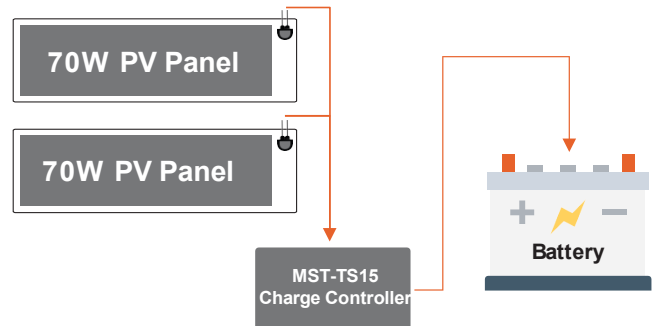 70W PV Panel
70W PV Panel
MST-TS15
Charge Controller
Battery